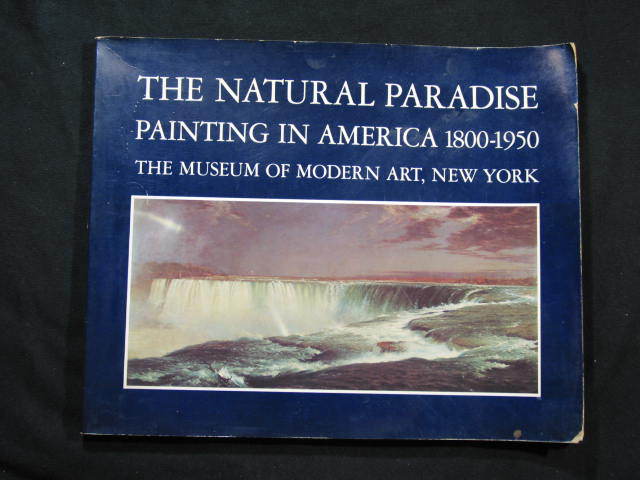 THE NATURAL PARADISE
PAINTING IN AMERICA 1800-1950
THE MUSEUM OF MODERN ART, NEW YORK